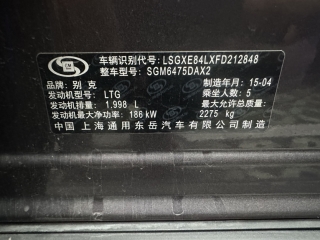 车辆识别代号: LSGXE84LXFD212848
整车型号: SGM6475DAX2
品牌: 别克 制造年月: 15-04
发动机型号: LTG 乘坐人数: 5
发动机排量: 1.998 L 最大允许总质量:
发动机最大净功率: 186 kW 2275 kg
中国 上海通用东岳汽车有限公司制造